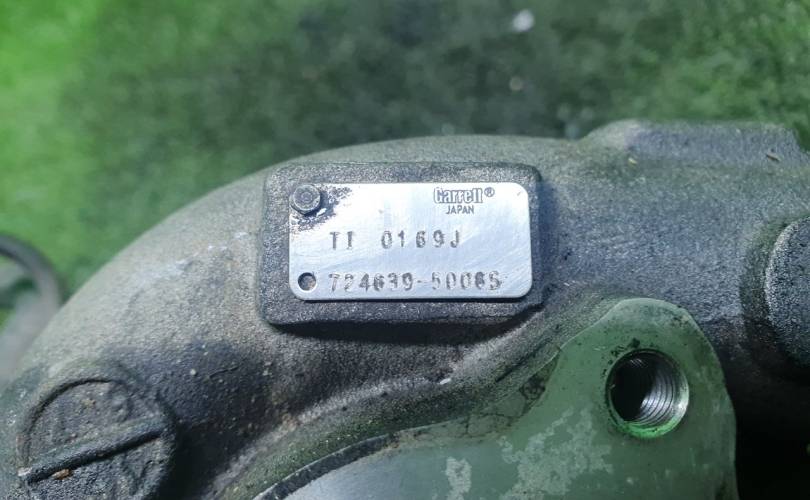 Garrett®
JAPAN
TI 0169J
724639-5006S